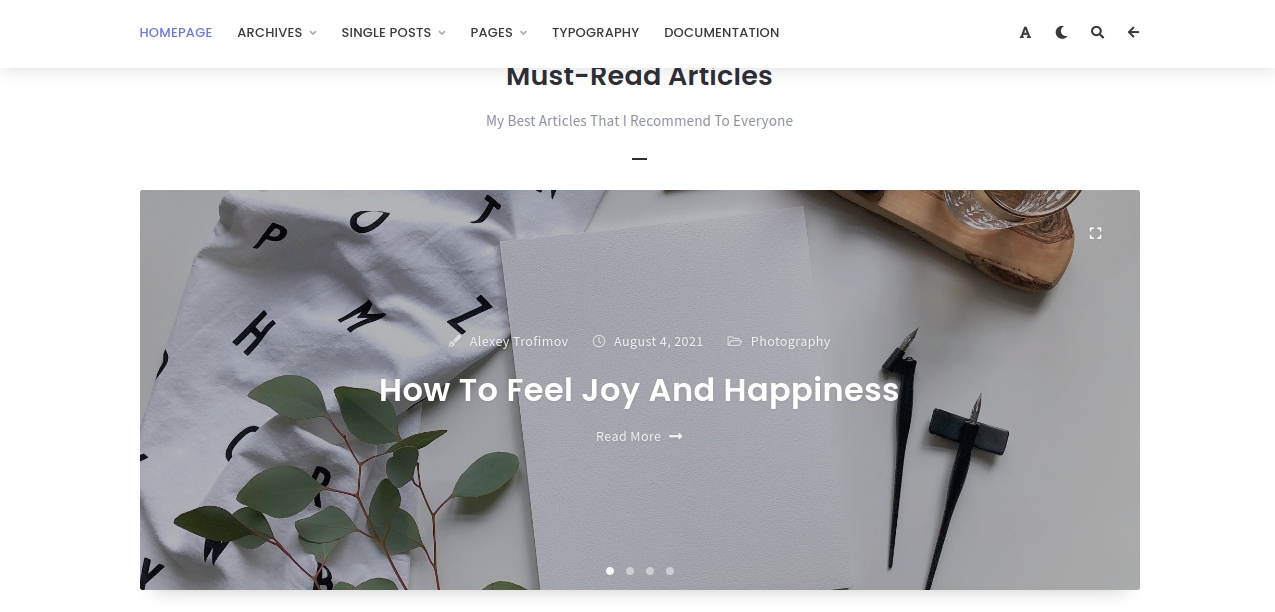 HOMEPAGE ARCHIVES SINGLE POSTS PAGES TYPOGRAPHY DOCUMENTATION A
Must-Read Articles
My Best Articles That I Recommend To Everyone
P O J
H M Z
Alexey Trofimov August 4, 2021 Photography
How To Feel Joy And Happiness
Read More